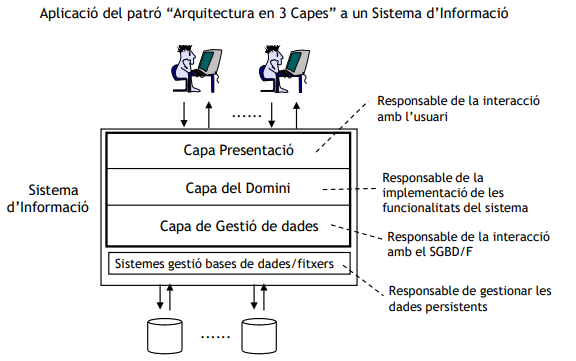 Aplicació del patró “Arquitectura en 3 Capes” a un Sistema d’Informació
......
Responsable de la interacció
amb l’usuari
Capa Presentació
Sistema
d’Informació
Capa del Domini
Responsable de la
implementació de les
funcionalitats del sistema
Capa de Gestió de dades
Responsable de la interacció
amb el SGBD/F
Sistemes gestió bases de dades/fitxers
Responsable de gestionar les
dades persistents
......